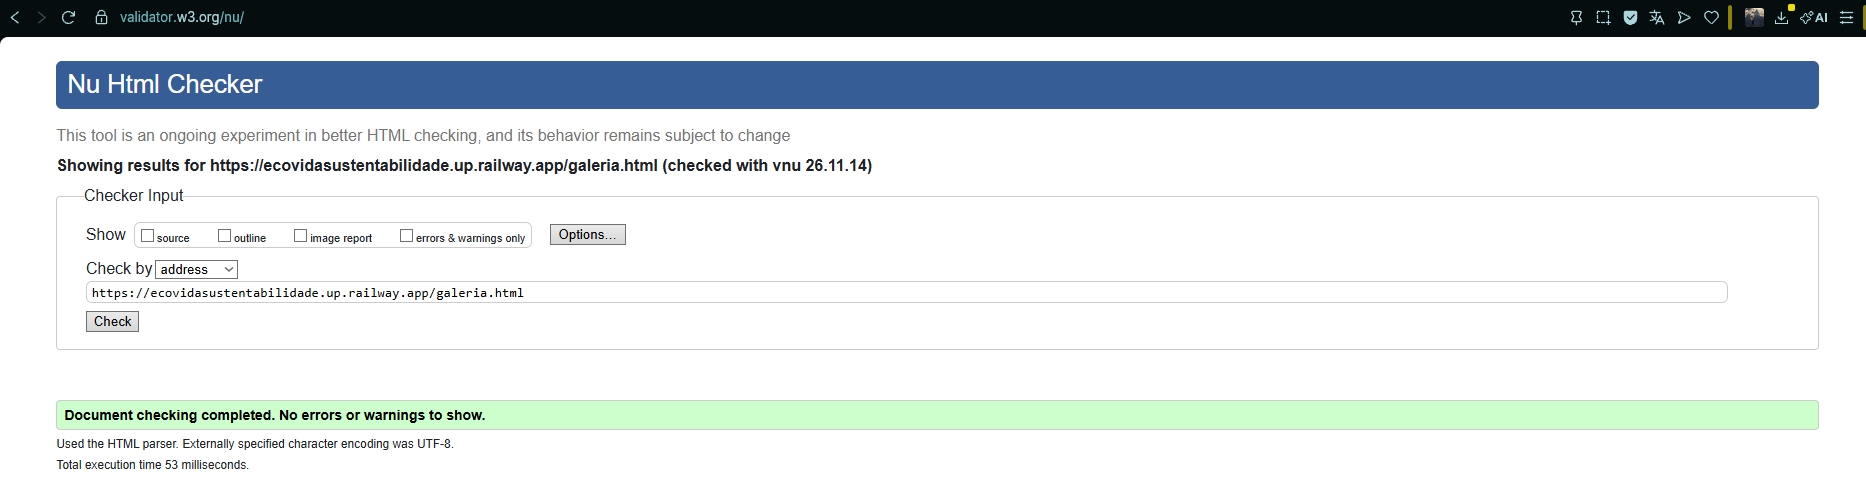 validator.w3.org/nu/
AI
Nu Html Checker
This tool is an ongoing experiment in better HTML checking, and its behavior remains subject to change
Showing results for https://ecovidasustentabilidade.up.railway.app/galeria.html (checked with vnu 26.11.14)
Checker Input
Show source outline image report errors & warnings only Options...
Check by address
https://ecovidasustentabilidade.up.railway.app/galeria.html
Check
Document checking completed. No errors or warnings to show.
Used the HTML parser. Externally specified character encoding was UTF-8.
Total execution time 53 milliseconds.